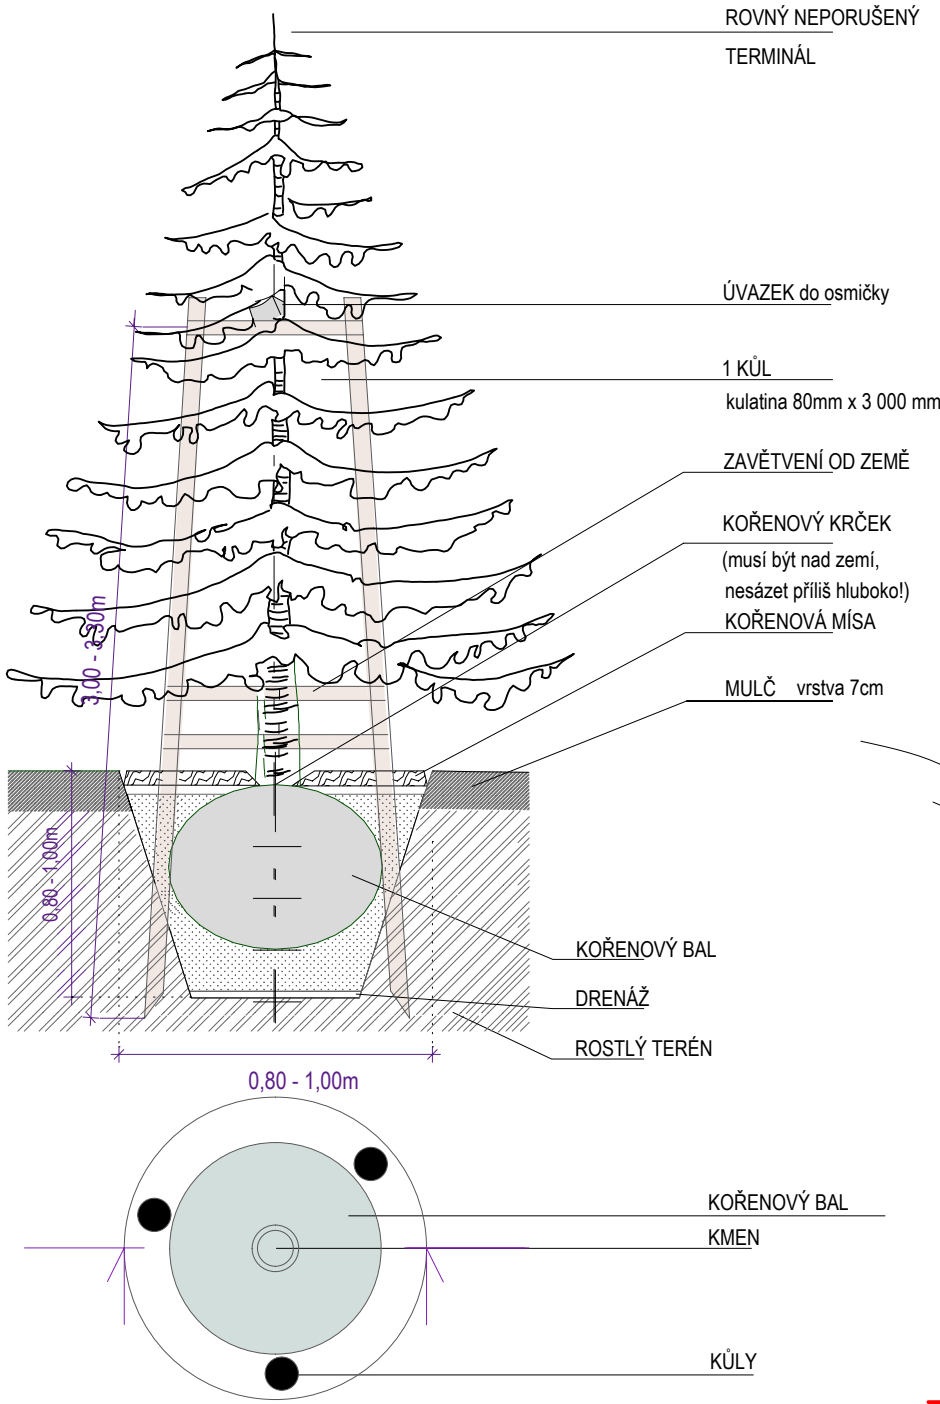 ROVNÝ NEPORUŠENÝ
TERMINÁL
ÚVAZEK do osmičky
1 KŮL
kulatina 80mm x 3 000 mm
ZAVĚTVENÍ OD ZEMĚ
KOŘENOVÝ KRČEK
(musí být nad zemí,
nesázet příliš hluboko!)
KOŘENOVÁ MÍSA
MULČ vrstva 7cm
3,00 - 3,30m
0,80 - 1,00m
KOŘENOVÝ BAL
DRENÁŽ
ROSTLÝ TERÉN
0,80 - 1,00m
KOŘENOVÝ BAL
KMEN
KŮLY